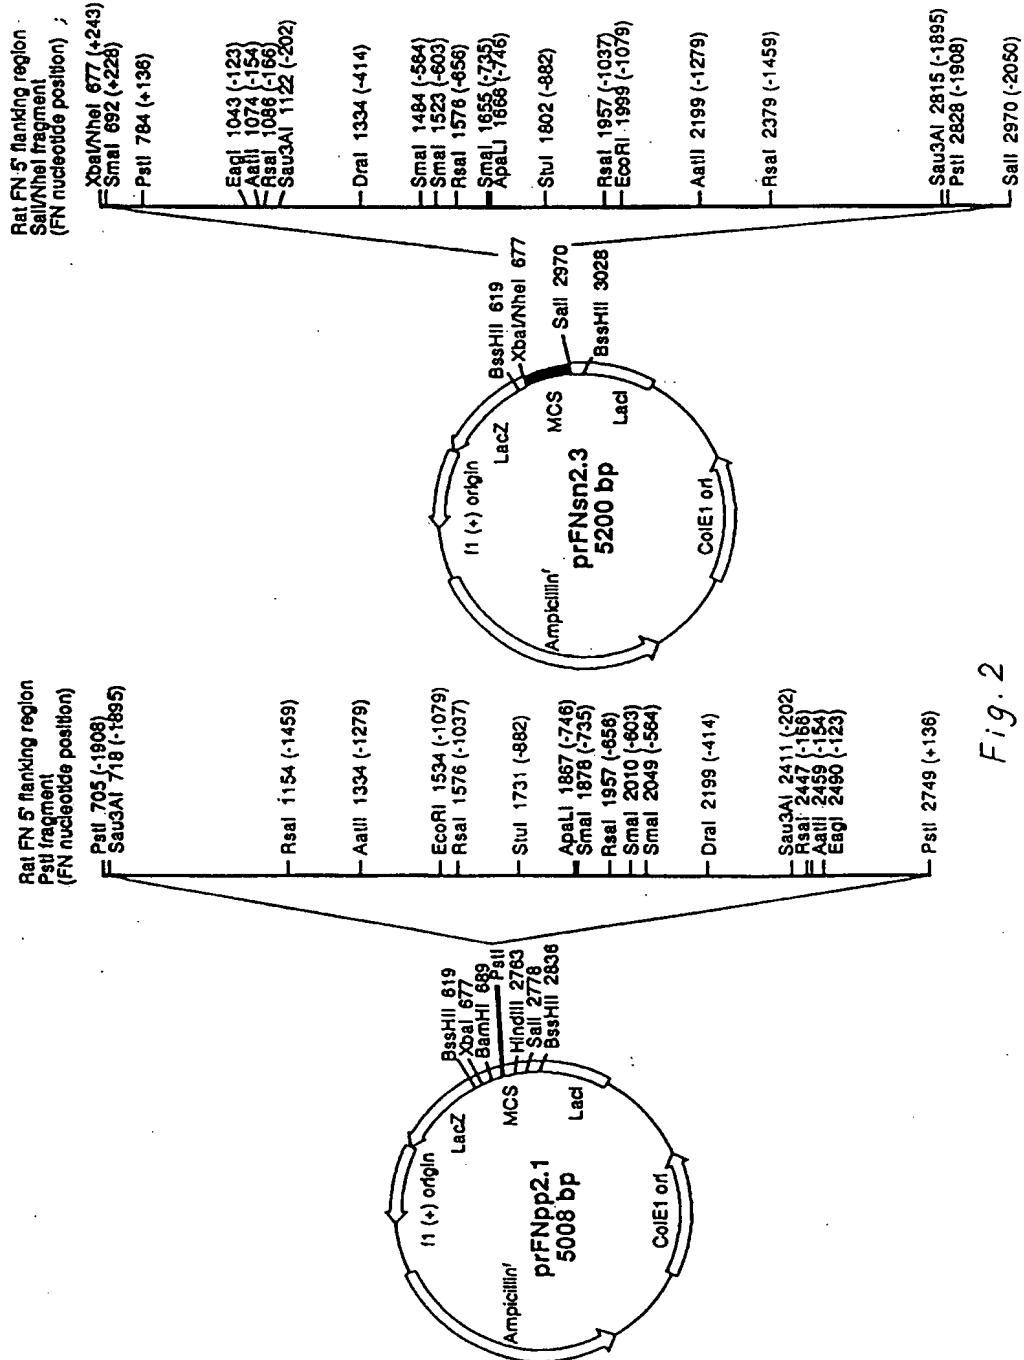 Rat FN 5' flanking region
PstI fragment
(FN nucleotide position)
PstI 705 (-1908)
Sau3AI 718 (-1895)
RsaI 1154 (-1459)
AatII 1334 (-1279)
EcoRI 1534 (-1079)
RsaI 1576 (-1037)
StuI 1731 (-882)
ApaLI 1867 (-746)
SmaI 1878 (-735)
RsaI 1957 (-656)
SmaI 2010 (-603)
SmaI 2049 (-564)
DraI 2199 (-414)
Sau3AI 2411 (-202)
RsaI 2447 (-166)
AatII 2459 (-154)
EagI 2490 (-123)
PstI 2749 (+136)
BssHII 619
XbaI 677
BamHI 689
PstI
HindIII 2763
SalI 2778
BssHII 2836
LacZ
MCS
LacI
f1 (+) origin
prFNpp2.1
5008 bp
Ampicillin^r
ColE1 ori
Rat FN 5' flanking region
SalI/NheI fragment
(FN nucleotide position) ;
XbaI/NheI 677 (+243)
SmaI 692 (+228)
PstI 784 (+136)
EagI 1043 (-123)
AatII 1074 (-154)
RsaI 1086 (-166)
Sau3AI 1122 (-202)
DraI 1334 (-414)
SmaI 1484 (-564)
SmaI 1523 (-603)
RsaI 1576 (-656)
SmaI 1655 (-735)
ApaLI 1666 (-746)
StuI 1802 (-882)
RsaI 1957 (-1037)
EcoRI 1999 (-1079)
AatII 2199 (-1279)
RsaI 2379 (-1459)
Sau3AI 2815 (-1895)
PstI 2828 (-1908)
SalI 2970 (-2050)
BssHII 619
XbaI/NheI 677
SalI 2970
BssHII 3028
LacZ
MCS
LacI
f1 (+) origin
prFNsn2.3
5200 bp
Ampicillin^r
ColE1 ori
Fig. 2